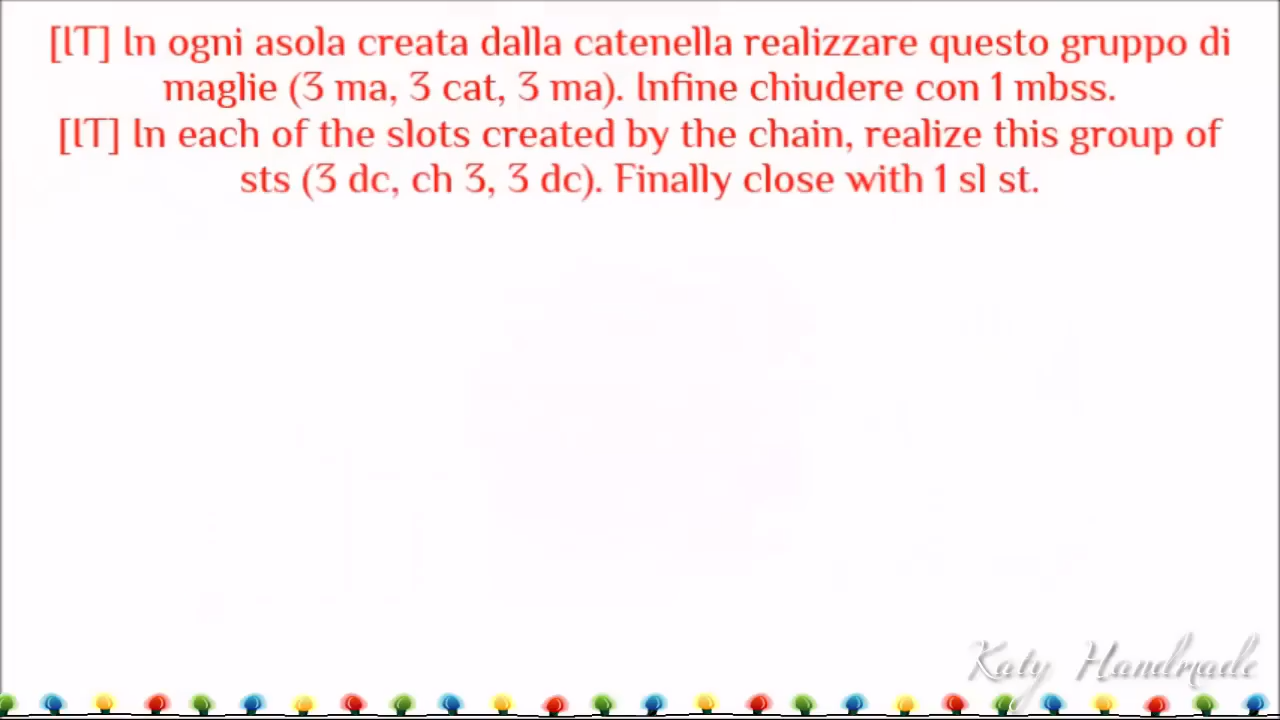 [IT] In ogni asola creata dalla catenella realizzare questo gruppo di
maglie (3 ma, 3 cat, 3 ma). Infine chiudere con 1 mbss.
[IT] In each of the slots created by the chain, realize this group of
sts (3 dc, ch 3, 3 dc). Finally close with 1 sl st.
Katy Handmade